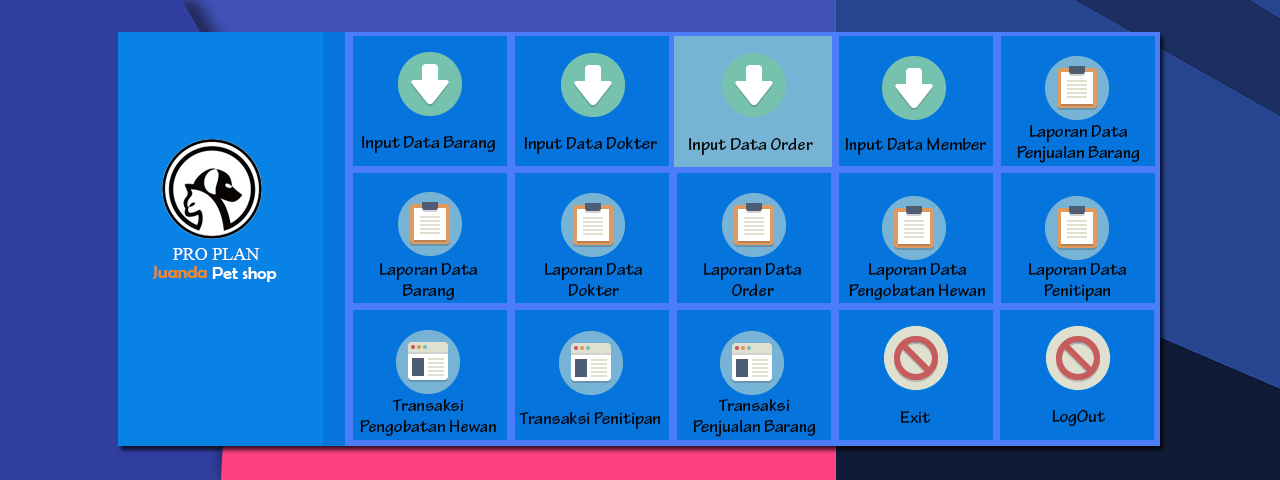 Input Data Barang
Input Data Dokter
Input Data Order
Input Data Member
Laporan Data
Penjualan Barang
PRO PLAN
Juanda Pet shop
Laporan Data
Barang
Laporan Data
Dokter
Laporan Data
Order
Laporan Data
Pengobatan Hewan
Laporan Data
Penitipan
Transaksi
Pengobatan Hewan
Transaksi Penitipan
Transaksi
Penjualan Barang
Exit
LogOut